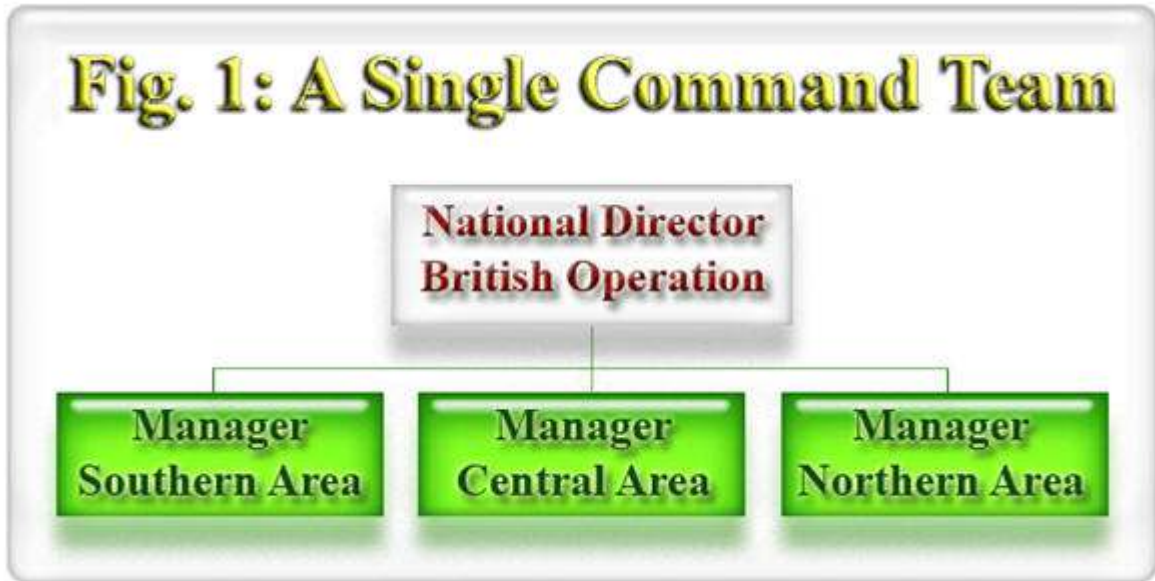 Fig. 1: A Single Command Team
National Director
British Operation
Manager
Southern Area
Manager
Central Area
Manager
Northern Area